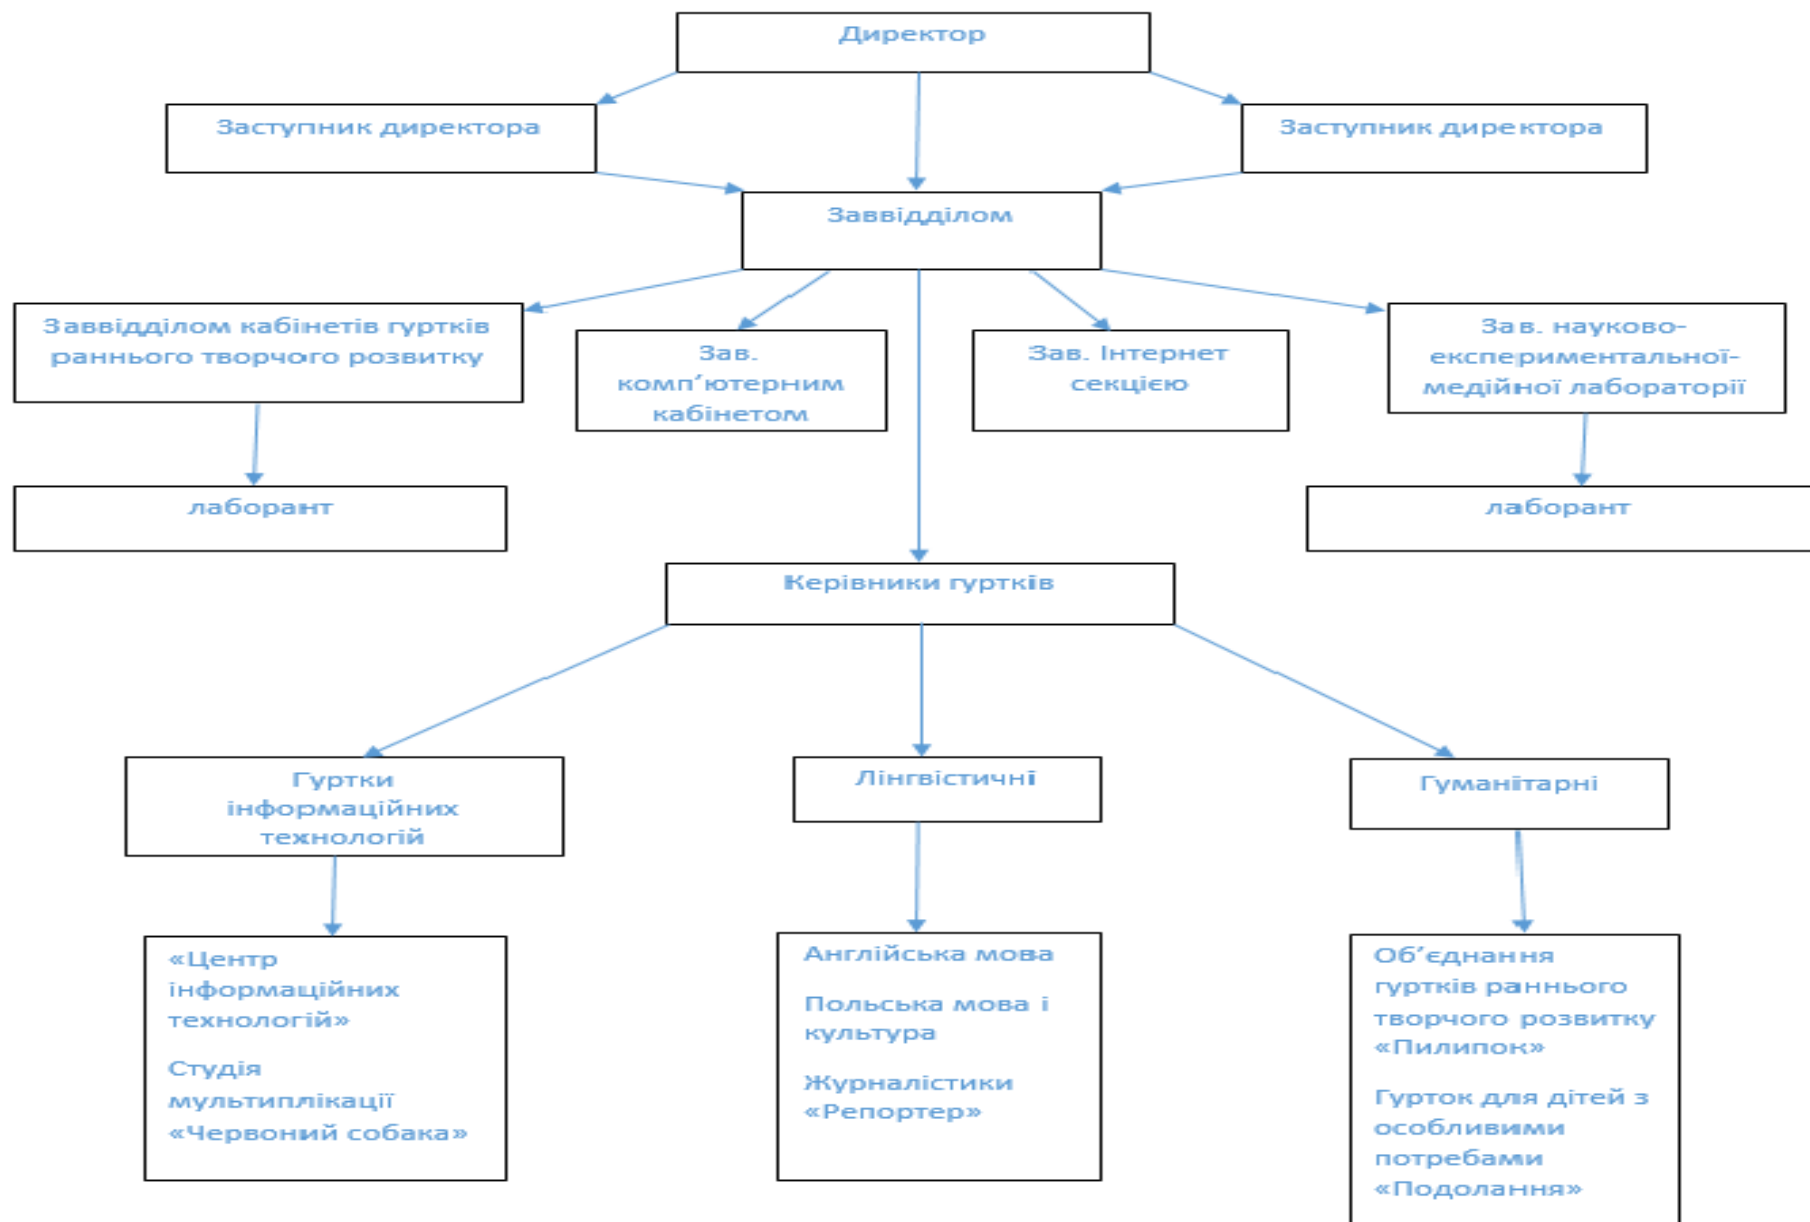 Директор
Заступник директора
Заступник директора
Заввідділом
Заввідділом кабінетів гуртків
раннього творчого розвитку
Зав.
комп’ютерним
кабінетом
Зав. Інтернет
секцією
Зав. науково-
експериментальної-
медійної лабораторії
лаборант
лаборант
Керівники гуртків
Гуртки
інформаційних
технологій
Лінгвістичні
Гуманітарні
«Центр
інформаційних
технологій»
Студія
мультиплікації
«Червоний собака»
Англійська мова
Польська мова і
культура
Журналістики
«Репортер»
Об’єднання
гуртків раннього
творчого розвитку
«Пилипок»
Гурток для дітей з
особливими
потребами
«Подолання»